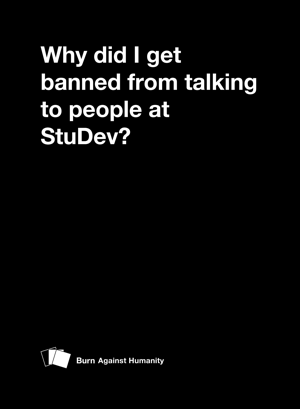 Why did I get
banned from talking
to people at
StuDev?
Burn Against Humanity